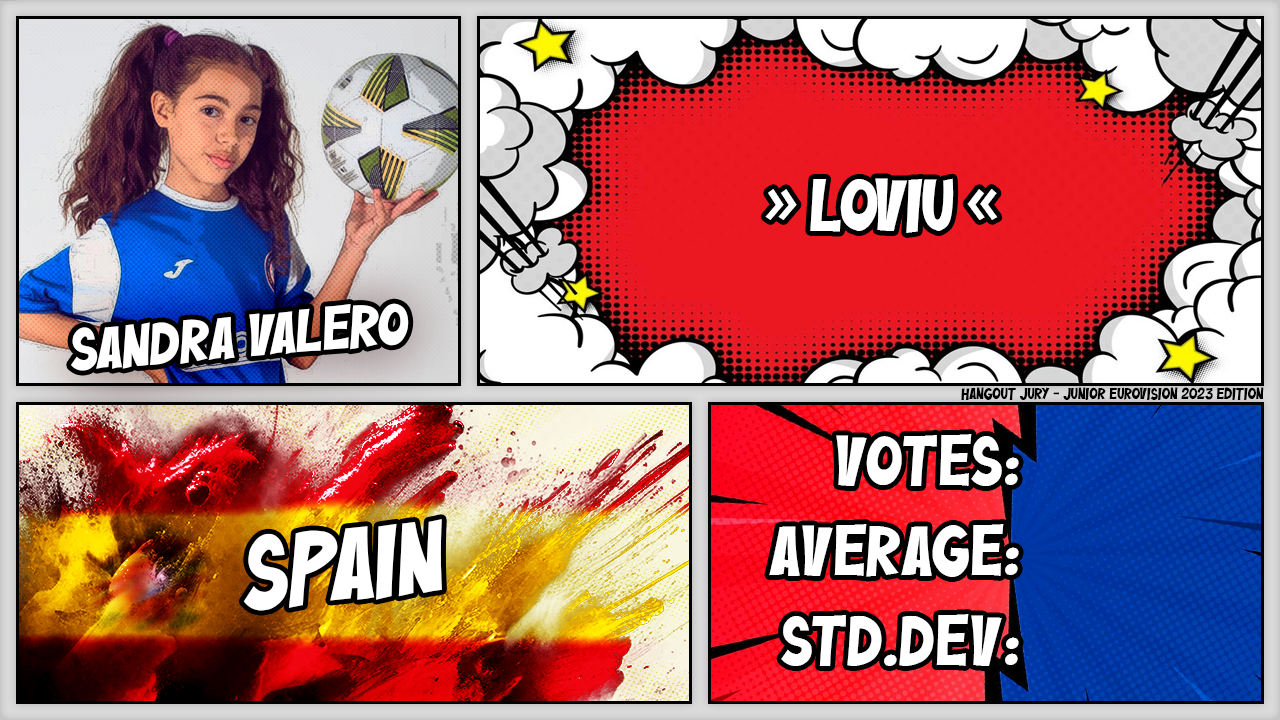 SANDRA VALERO
» LOVIU «
HANGOUT JURY - JUNIOR EUROVISION 2023 EDITION
SPAIN
VOTES:
AVERAGE:
STD.DEV: